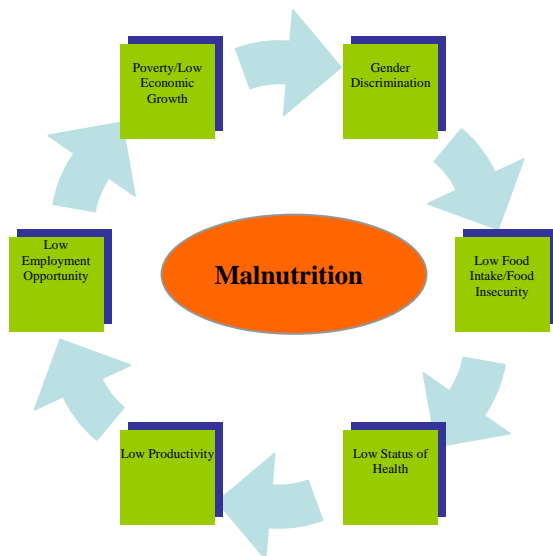 Poverty/Low
Economic
Growth
Gender
Discrimination
Low
Employment
Opportunity
Malnutrition
Low Food
Intake/Food
Insecurity
Low Productivity
Low Status of
Health